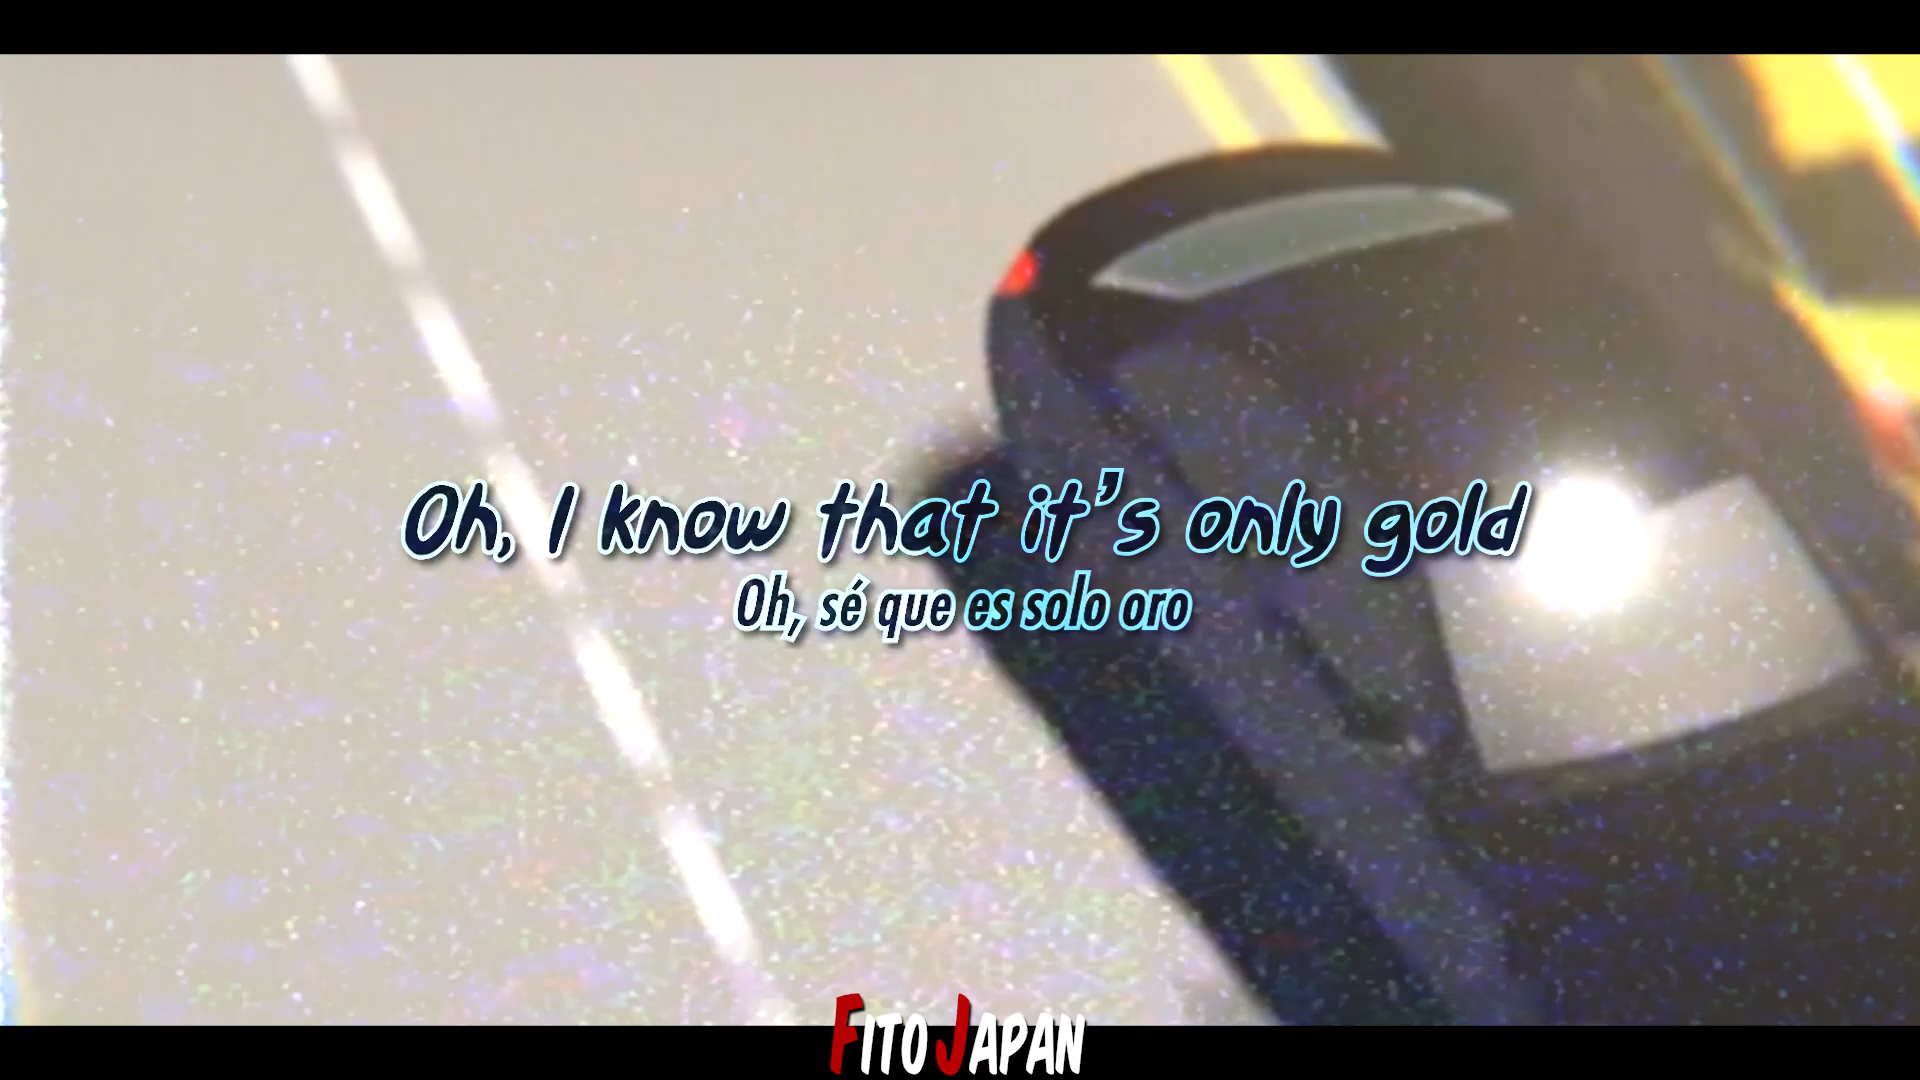 Oh, I know that it's only gold
Oh, sé que es solo oro
Fito Japan